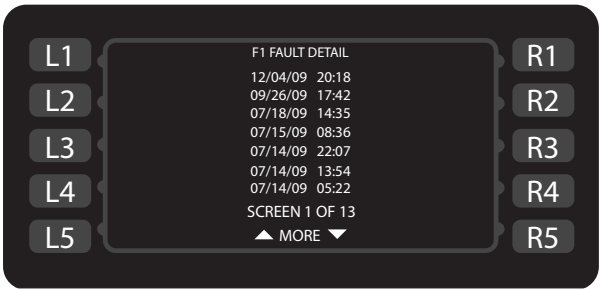 F1 FAULT DETAIL
12/04/09 20:18
09/26/09 17:42
07/18/09 14:35
07/15/09 08:36
07/14/09 22:07
07/14/09 13:54
07/14/09 05:22
SCREEN 1 OF 13
MORE
L1
L2
L3
L4
L5
R1
R2
R3
R4
R5